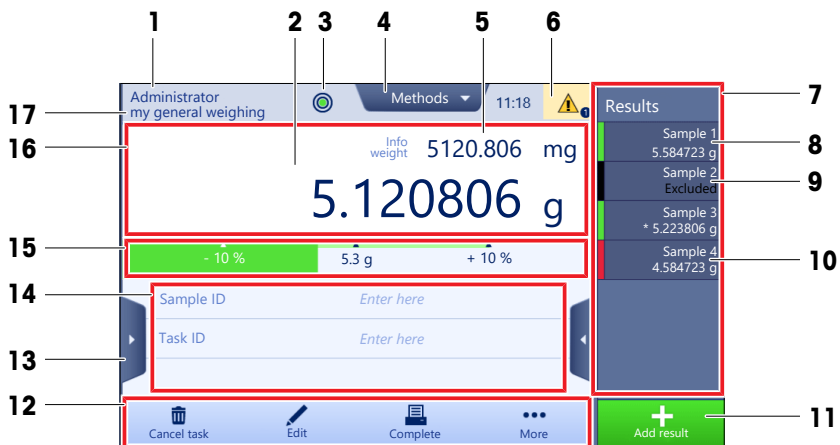 1
2
3
4
5
6
7
8
9
10
11
12
13
14
15
16
17
Administrator
my general weighing
Methods
11:18
1
Info
weight
5120.806 mg
5.120806 g
- 10 %
5.3 g
+ 10 %
Sample ID
Enter here
Task ID
Enter here
Cancel task
Edit
Complete
More
Results
Sample 1
5.584723 g
Sample 2
Excluded
Sample 3
* 5.223806 g
Sample 4
4.584723 g
Add result